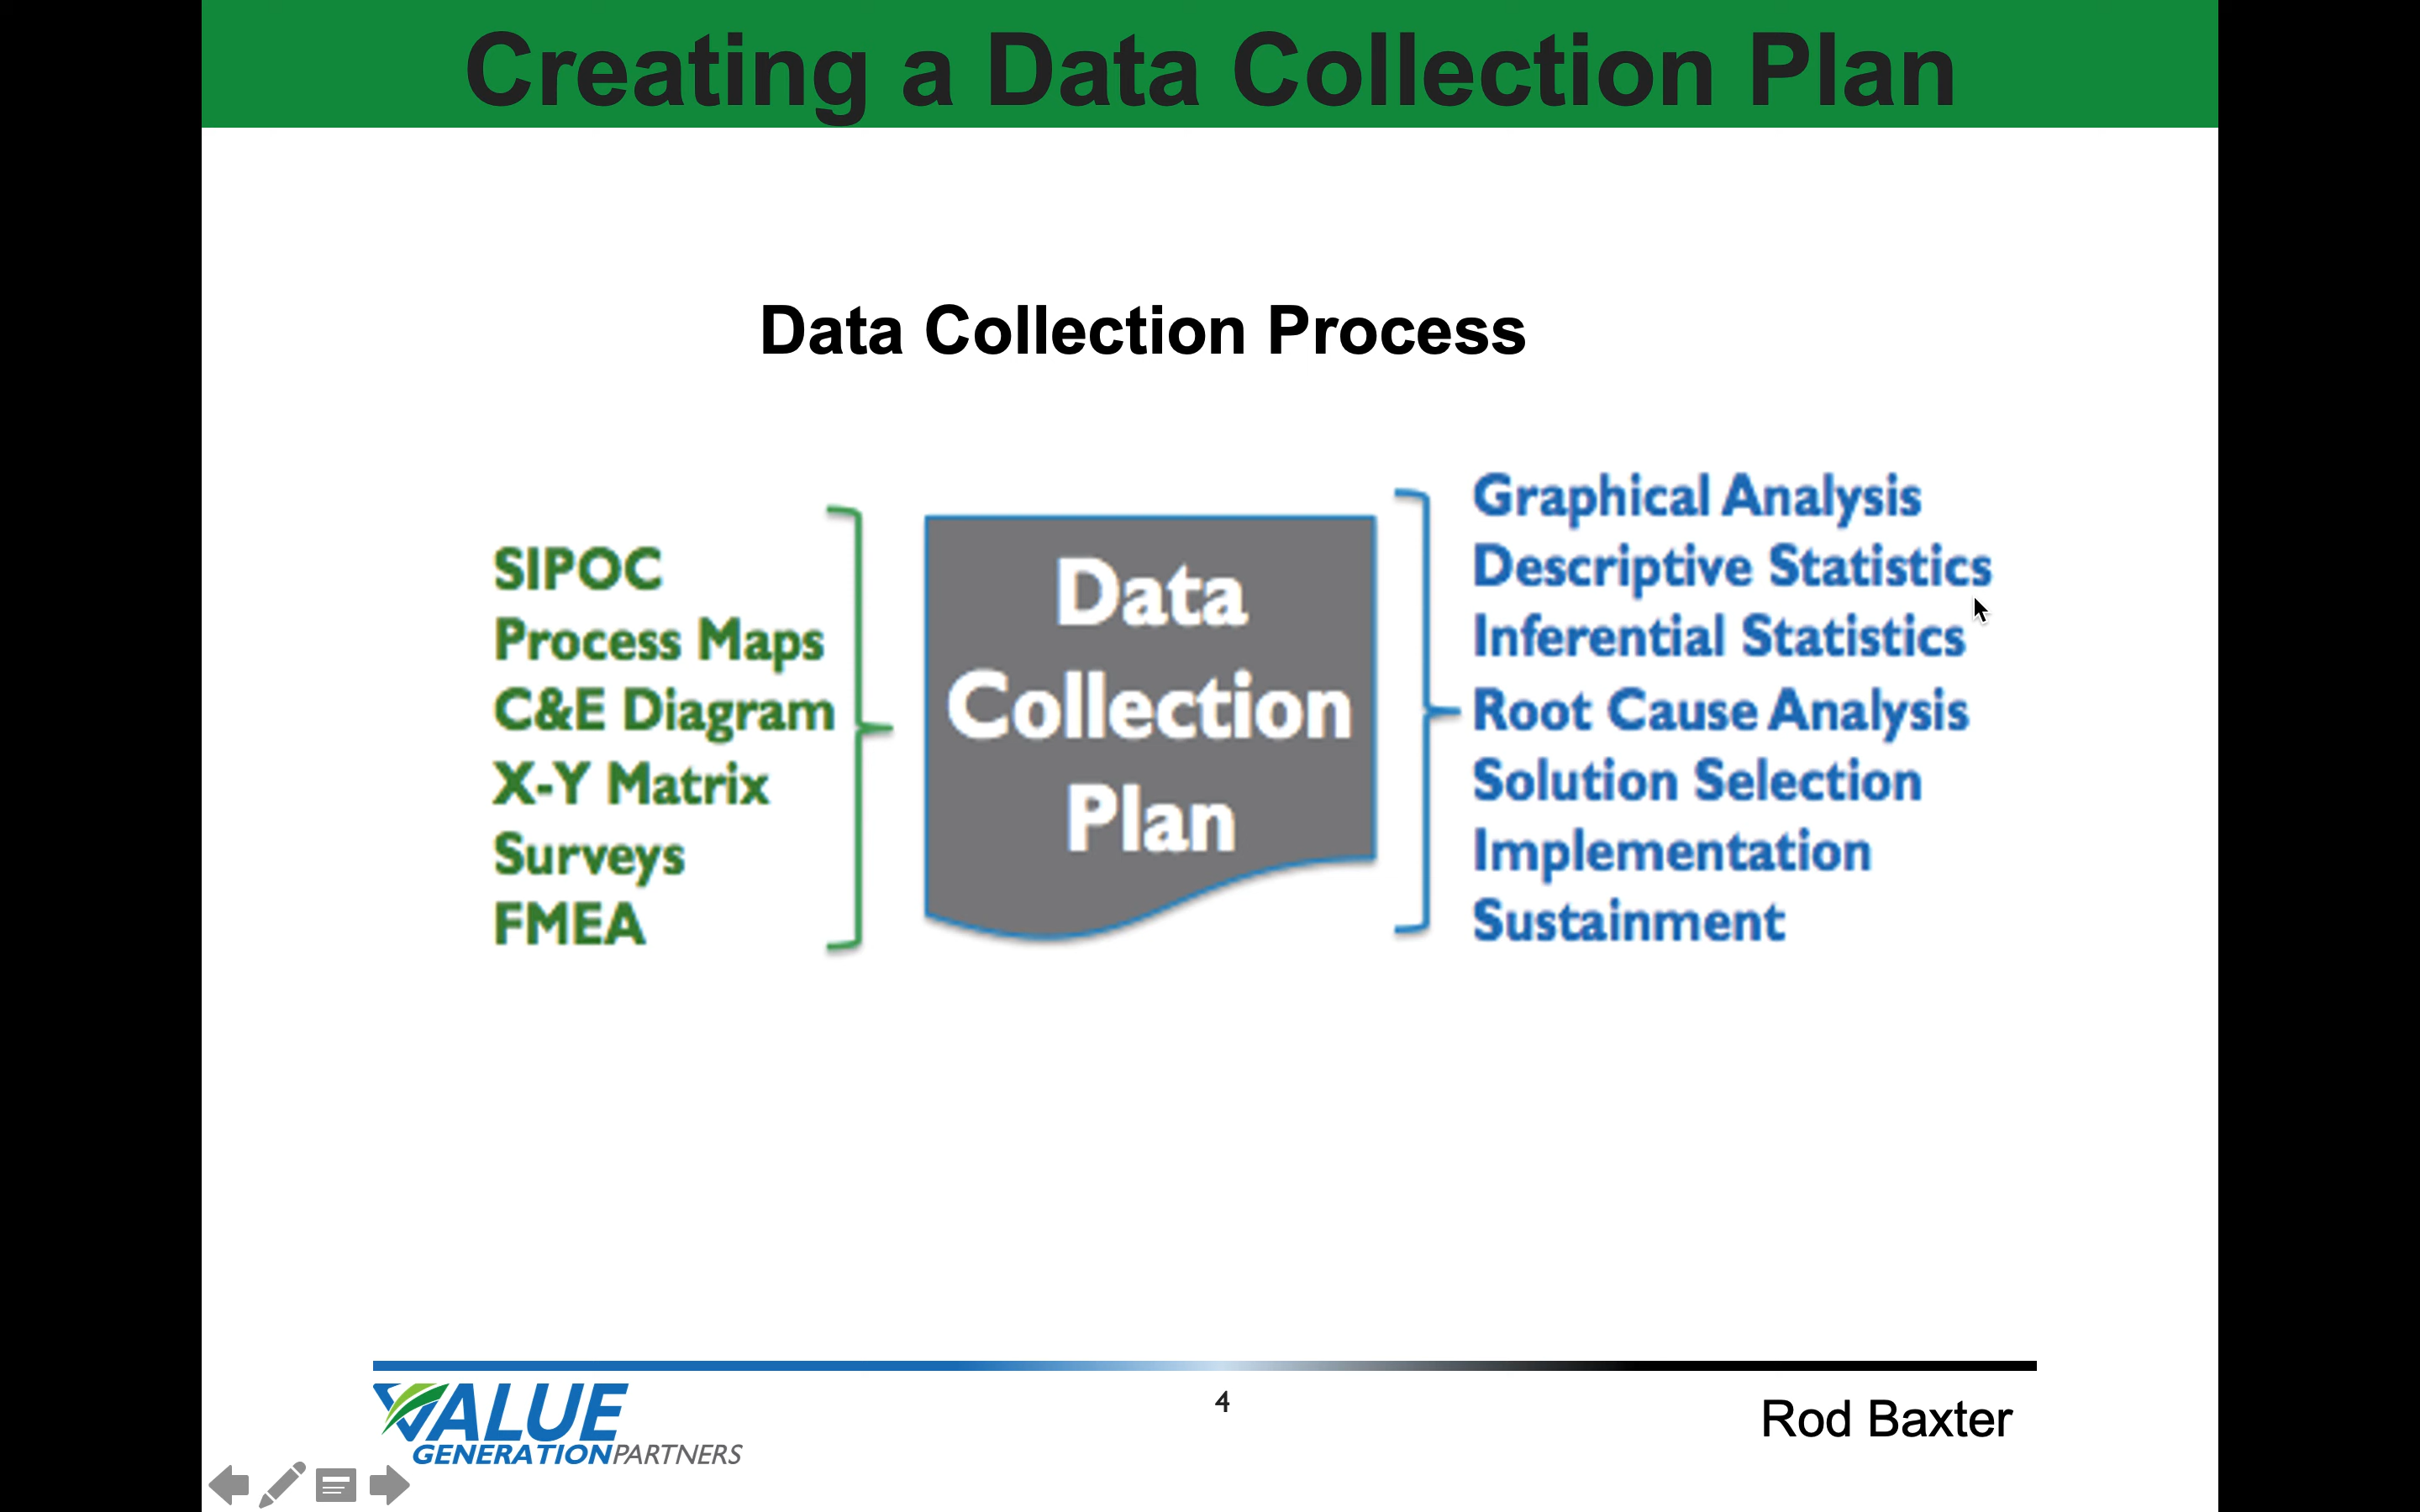 Creating a Data Collection Plan
Data Collection Process
SIPOC
Process Maps
C&E Diagram
X-Y Matrix
Surveys
FMEA
Data
Collection
Plan
Graphical Analysis
Descriptive Statistics
Inferential Statistics
Root Cause Analysis
Solution Selection
Implementation
Sustainment
VALUE
GENERATIONPARTNERS
4
Rod Baxter